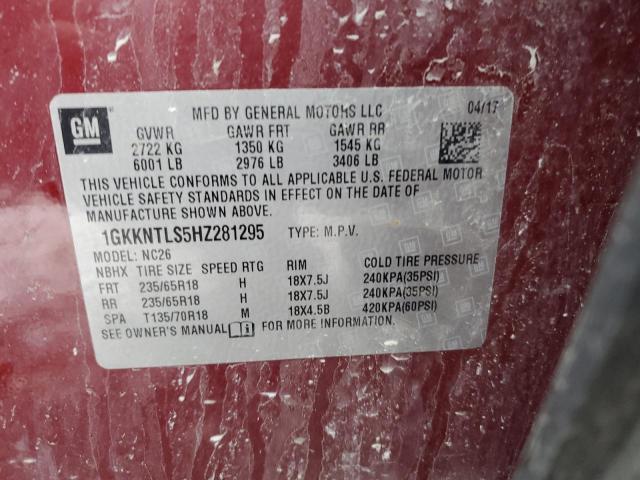 GM
MFD BY GENERAL MOTORS LLC 04/17
GVWR GAWR FRT GAWR RR
2722 KG 1350 KG 1545 KG
6001 LB 2976 LB 3406 LB
THIS VEHICLE CONFORMS TO ALL APPLICABLE U.S. FEDERAL MOTOR
VEHICLE SAFETY STANDARDS IN EFFECT ON THE DATE OF
MANUFACTURE SHOWN ABOVE.
1GKKNTLS5HZ281295 TYPE: M.P.V.
MODEL: NC26
NBHX TIRE SIZE SPEED RTG RIM COLD TIRE PRESSURE
FRT 235/65R18 H 18X7.5J 240KPA(35PSI)
RR 235/65R18 H 18X7.5J 240KPA(35PSI)
SPA T135/70R18 M 18X4.5B 420KPA(60PSI)
SEE OWNER'S MANUAL FOR MORE INFORMATION.